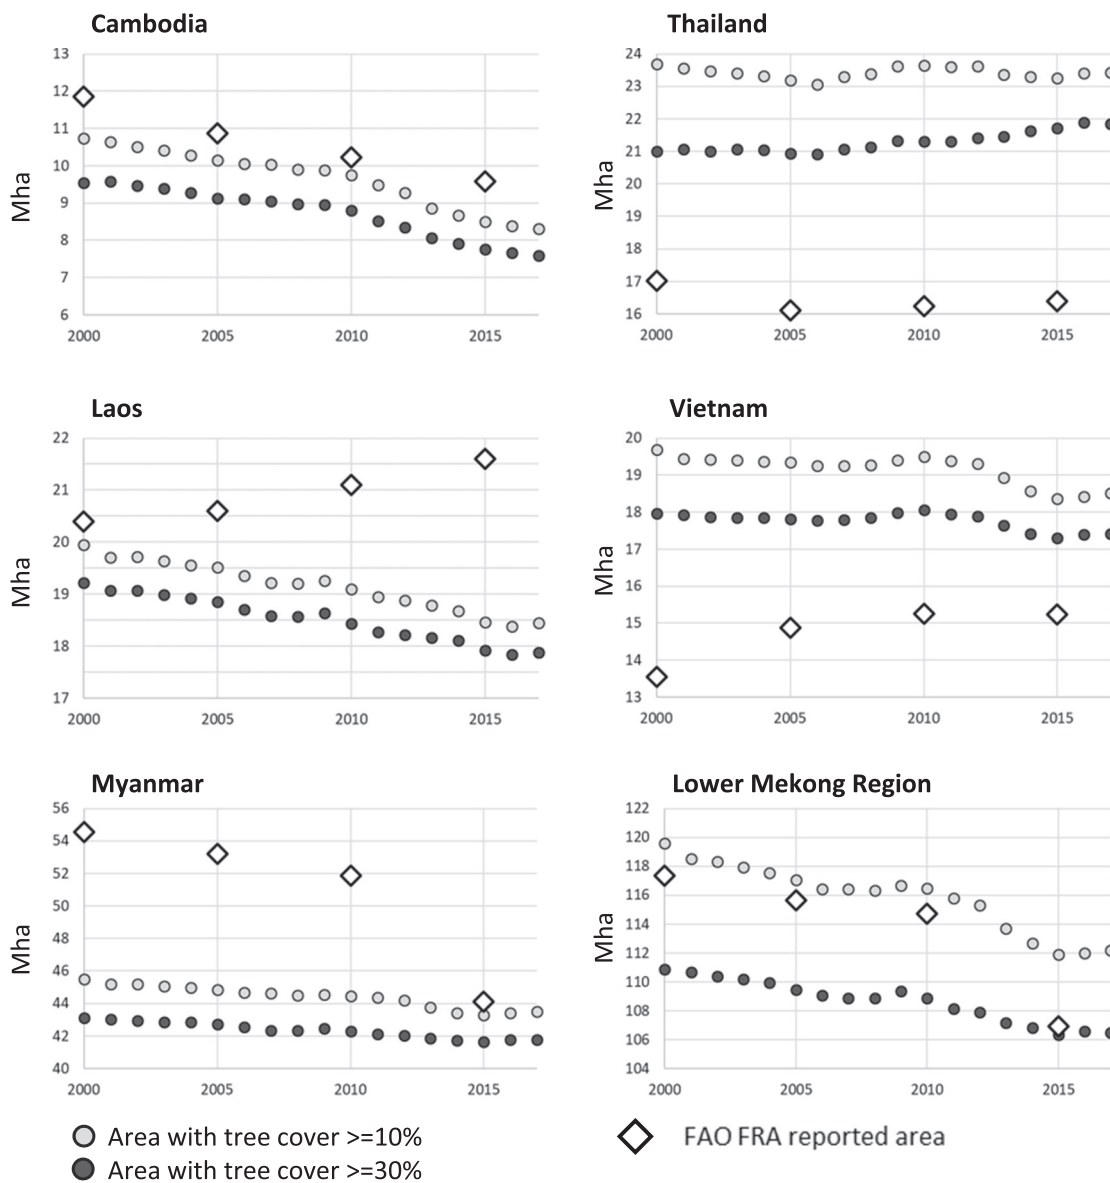 Cambodia
13
12
11
10
9
8
7
6
Mha
2000 2005 2010 2015
Thailand
24
23
22
21
20
19
18
17
16
Mha
2000 2005 2010 2015
Laos
22
21
20
19
18
17
Mha
2000 2005 2010 2015
Vietnam
20
19
18
17
16
15
14
13
Mha
2000 2005 2010 2015
Myanmar
56
54
52
50
48
46
44
42
40
Mha
2000 2005 2010 2015
Lower Mekong Region
122
120
118
116
114
112
110
108
106
104
Mha
2000 2005 2010 2015
Area with tree cover >=10%
Area with tree cover >=30%
FAO FRA reported area